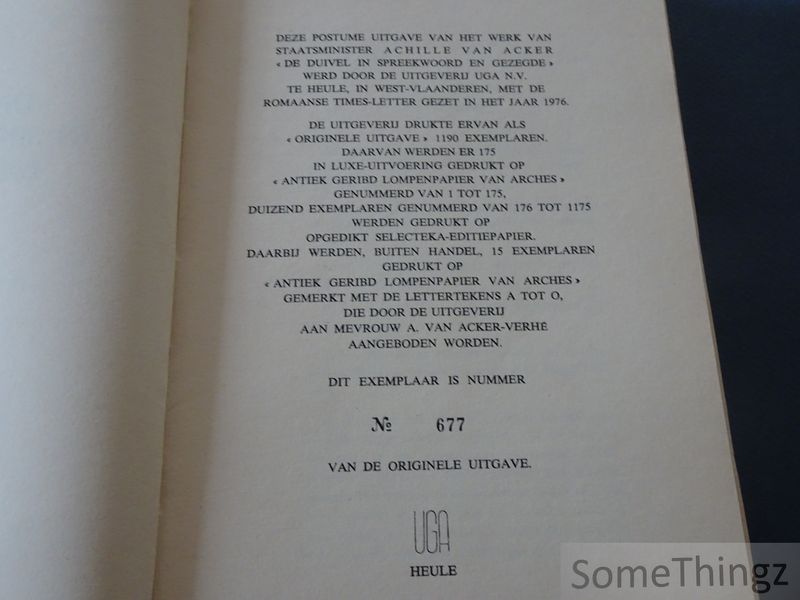 DEZE POSTUME UITGAVE VAN HET WERK VAN
STAATSMINISTER ACHILLE VAN ACKER
« DE DUIVEL IN SPREEKWOORD EN GEZEGDE »
WERD DOOR DE UITGEVERIJ UGA N.V.
TE HEULE, IN WEST-VLAANDEREN, MET DE
ROMAANSE TIMES-LETTER GEZET IN HET JAAR 1976.
DE UITGEVERIJ DRUKTE ERVAN ALS
« ORIGINELE UITGAVE » 1190 EXEMPLAREN.
DAARVAN WERDEN ER 175
IN LUXE-UITVOERING GEDRUKT OP
« ANTIEK GERIBD LOMPENPAPIER VAN ARCHES »
GENUMMERD VAN 1 TOT 175,
DUIZEND EXEMPLAREN GENUMMERD VAN 176 TOT 1175
WERDEN GEDRUKT OP
OPGEDIKT SELECTEKA-EDITIEPAPIER.
DAARBIJ WERDEN, BUITEN HANDEL, 15 EXEMPLAREN
GEDRUKT OP
« ANTIEK GERIBD LOMPENPAPIER VAN ARCHES »
GEMERKT MET DE LETTERTEKENS A TOT O,
DIE DOOR DE UITGEVERIJ
AAN MEVROUW A. VAN ACKER-VERHÉ
AANGEBODEN WORDEN.
DIT EXEMPLAAR IS NUMMER
№ 677
VAN DE ORIGINELE UITGAVE.
UGA
HEULE
SomeThingz